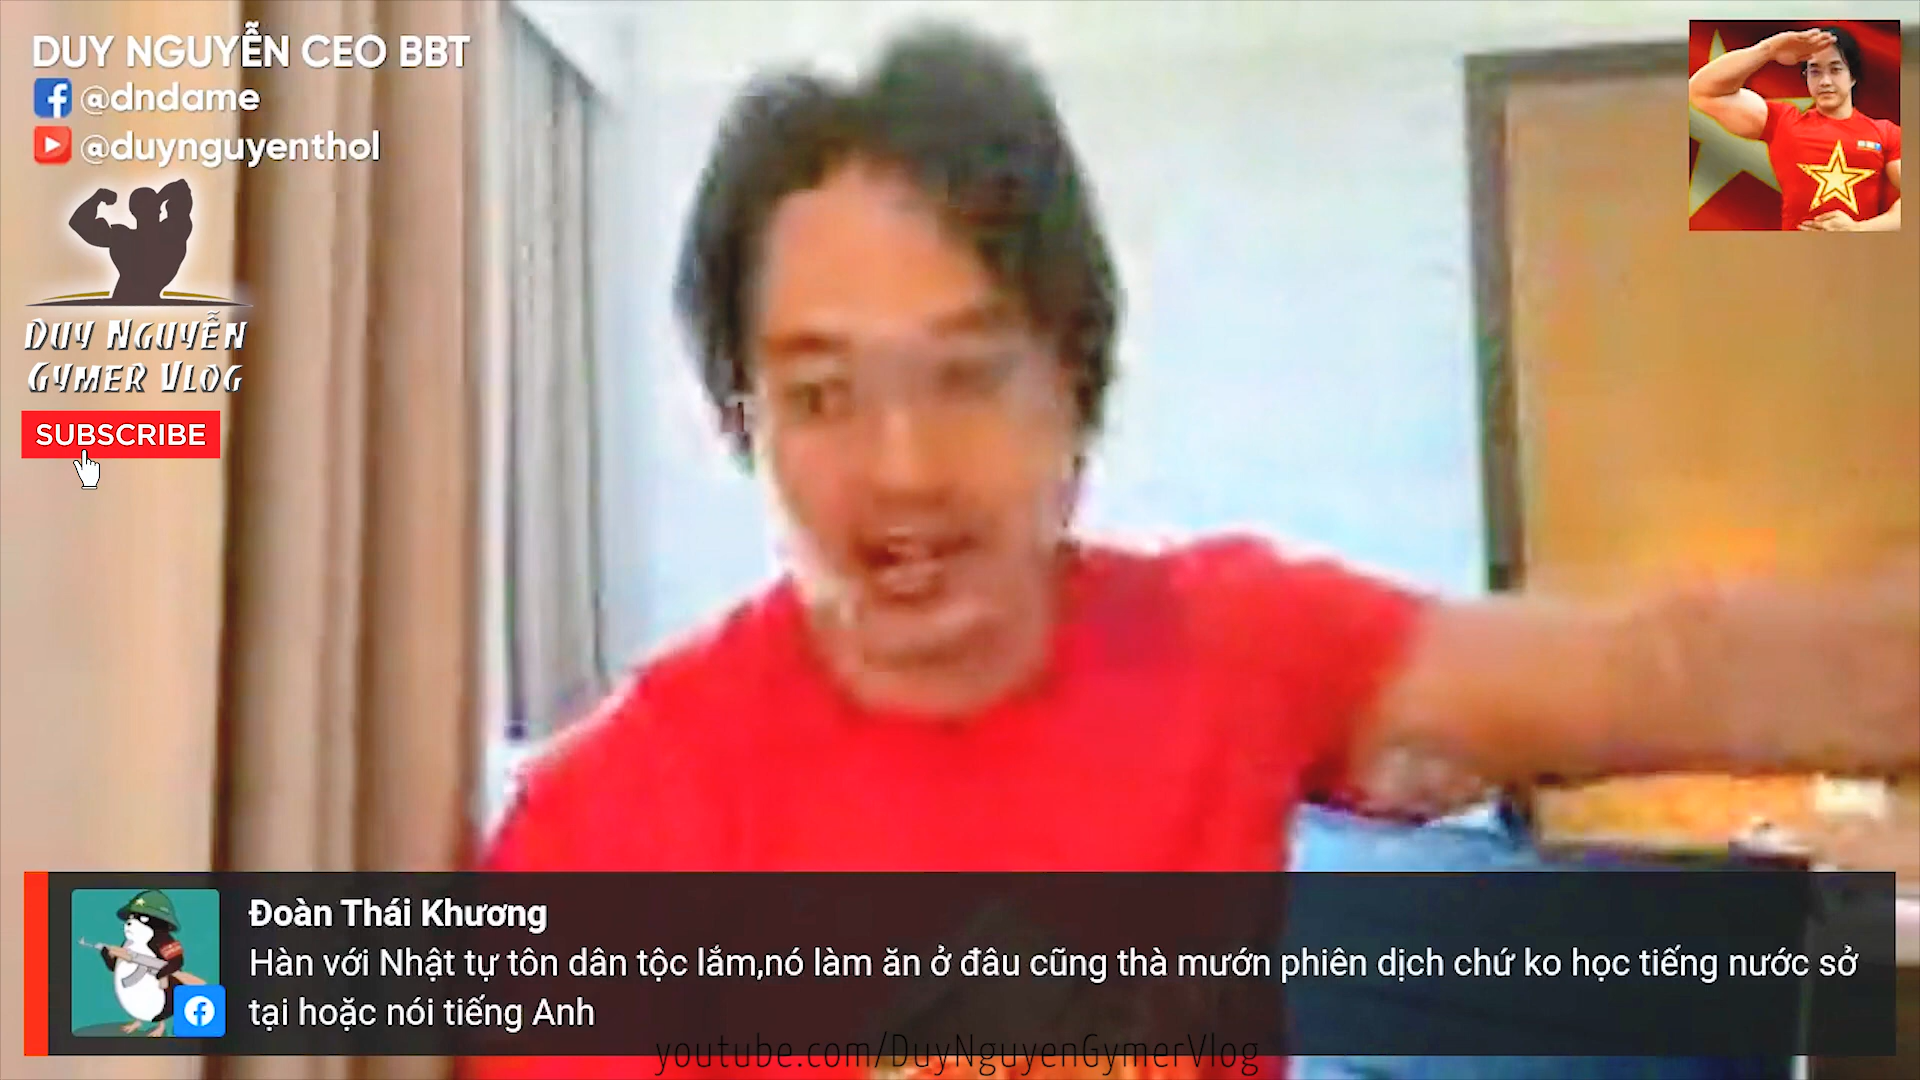 DUY NGUYỄN CEO BBT
@dndame
@duynguyenthol
DUY NGUYỄN
GYMER VLOG
SUBSCRIBE
Đoàn Thái Khương
Hàn với Nhật tự tôn dân tộc lắm,nó làm ăn ở đâu cũng thà mướn phiên dịch chứ ko học tiếng nước sở
tại hoặc nói tiếng Anh
youtube.com/DuyNguyenGymerVlog